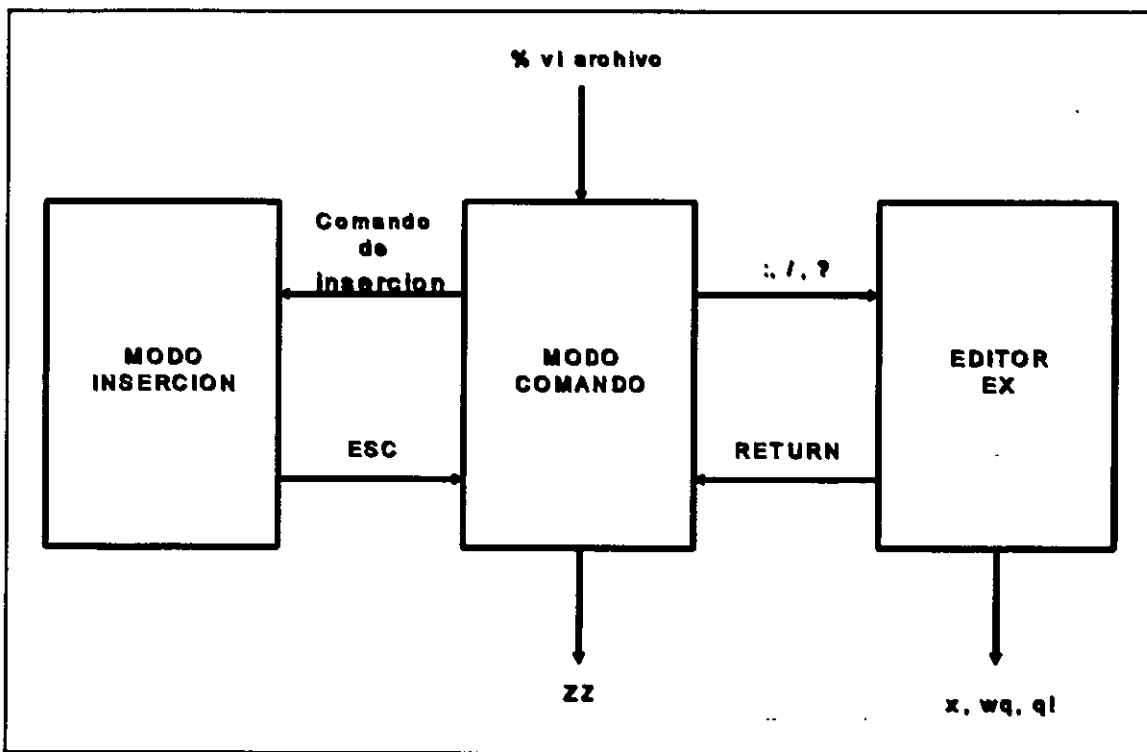 % vi archivo
Comando
de
insercion
:, /, ?
MODO
INSERCION
MODO
COMANDO
EDITOR
EX
ESC
RETURN
ZZ
x, wq, q!